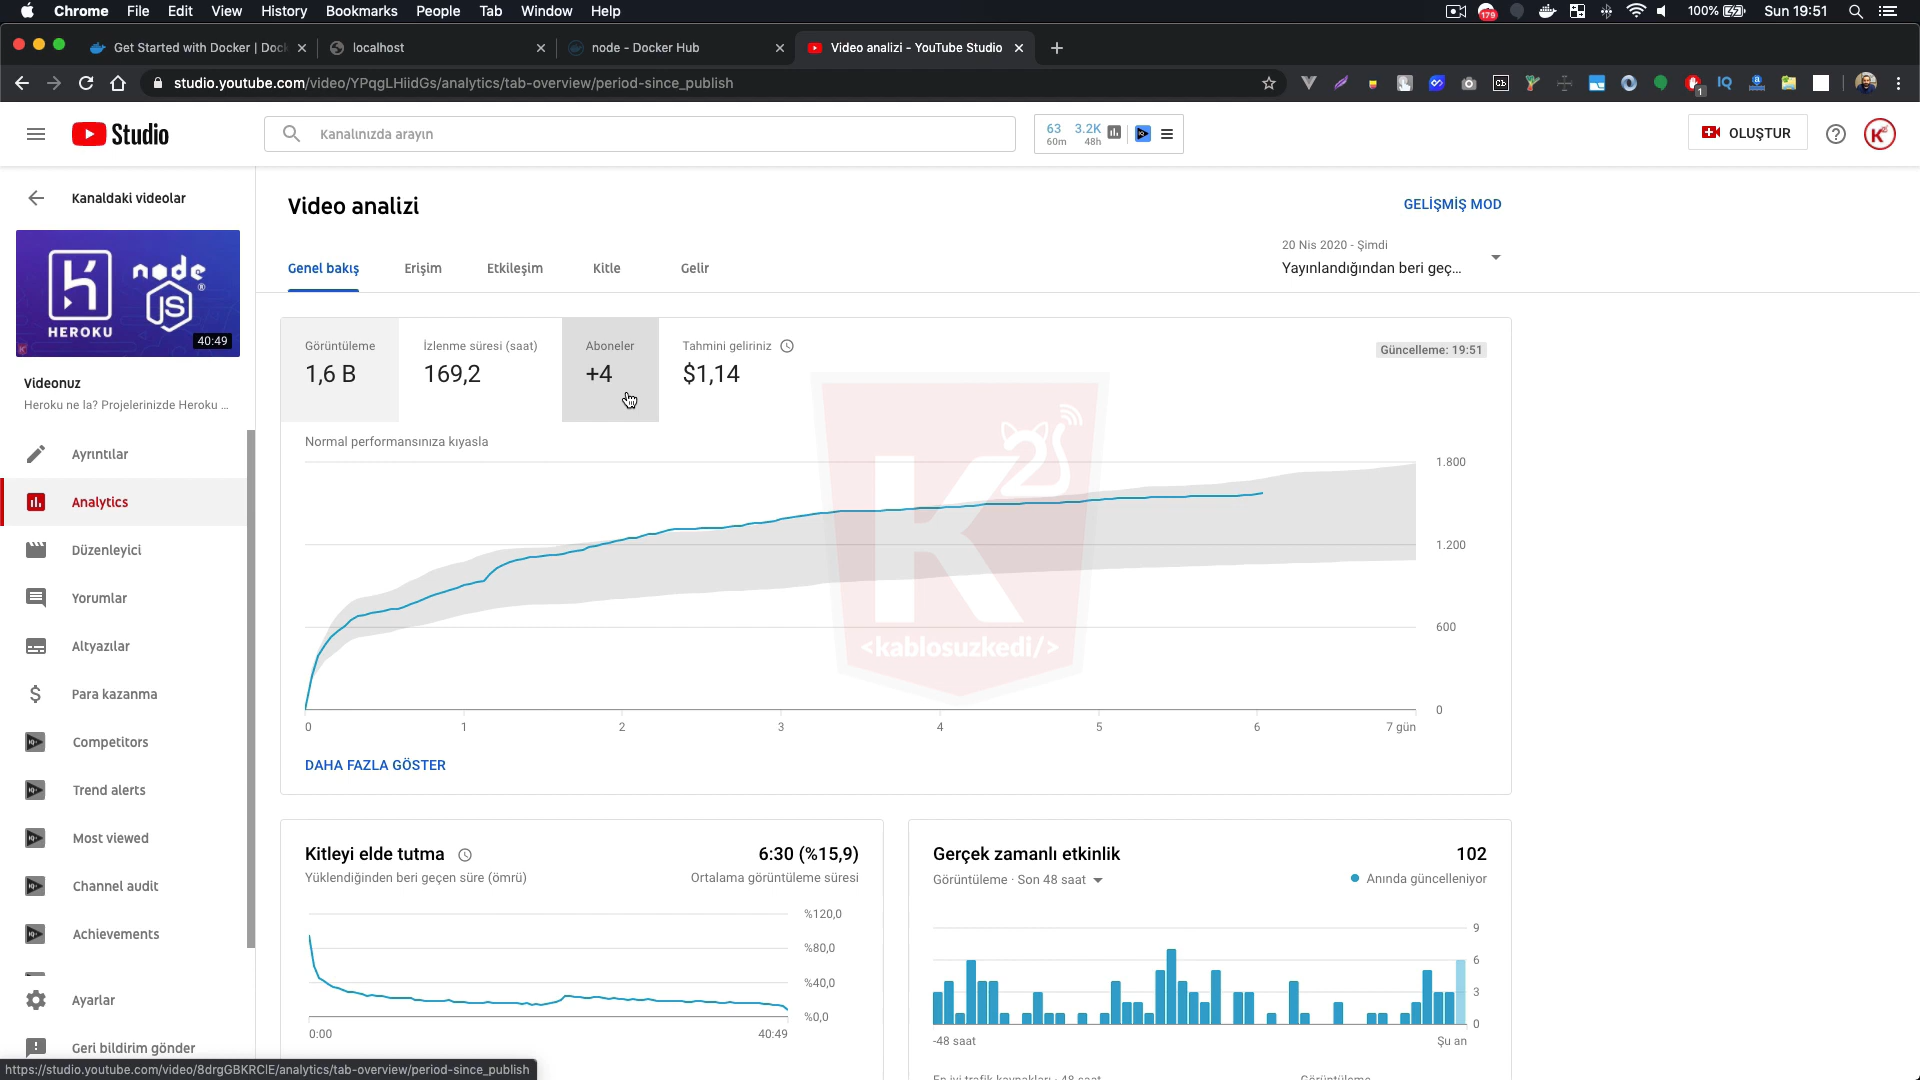 Chrome File Edit View History Bookmarks People Tab Window Help
179 100% Sun 19:51
Get Started with Docker | Dock
localhost
node - Docker Hub
Video analizi - YouTube Studio
studio.youtube.com/video/YPqgLHiidGs/analytics/tab-overview/period-since_publish
Studio
Kanalınızda arayın
63 3.2K
60m 48h
OLUŞTUR
Kanaldaki videolar
HEROKU
node
JS
40:49
Videonuz
Heroku ne la? Projelerinizde Heroku ...
Ayrıntılar
Analytics
Düzenleyici
Yorumlar
Altyazılar
Para kazanma
Competitors
Trend alerts
Most viewed
Channel audit
Achievements
Ayarlar
Geri bildirim gönder
Video analizi
GELİŞMİŞ MOD
Genel bakış Erişim Etkileşim Kitle Gelir
20 Nis 2020 - Şimdi
Yayınlandığından beri geç...
Görüntüleme
1,6 B
İzlenme süresi (saat)
169,2
Aboneler
+4
Tahmini geliriniz
$1,14
Güncelleme: 19:51
Normal performansınıza kıyasla
1.800
1.200
600
0
0 1 2 3 4 5 6 7 gün
K
<kablosuzkedi/>
DAHA FAZLA GÖSTER
Kitleyi elde tutma
6:30 (%15,9)
Yüklendiğinden beri geçen süre (ömrü)
Ortalama görüntüleme süresi
%120,0
%80,0
%40,0
%0,0
0:00 40:49
Gerçek zamanlı etkinlik
102
Görüntüleme · Son 48 saat
Anında güncelleniyor
9
6
3
0
-48 saat Şu an
En iyi trafik kaynakları · 48 saat
Görüntüleme
https://studio.youtube.com/video/8drgGBKRCIE/analytics/tab-overview/period-since_publish